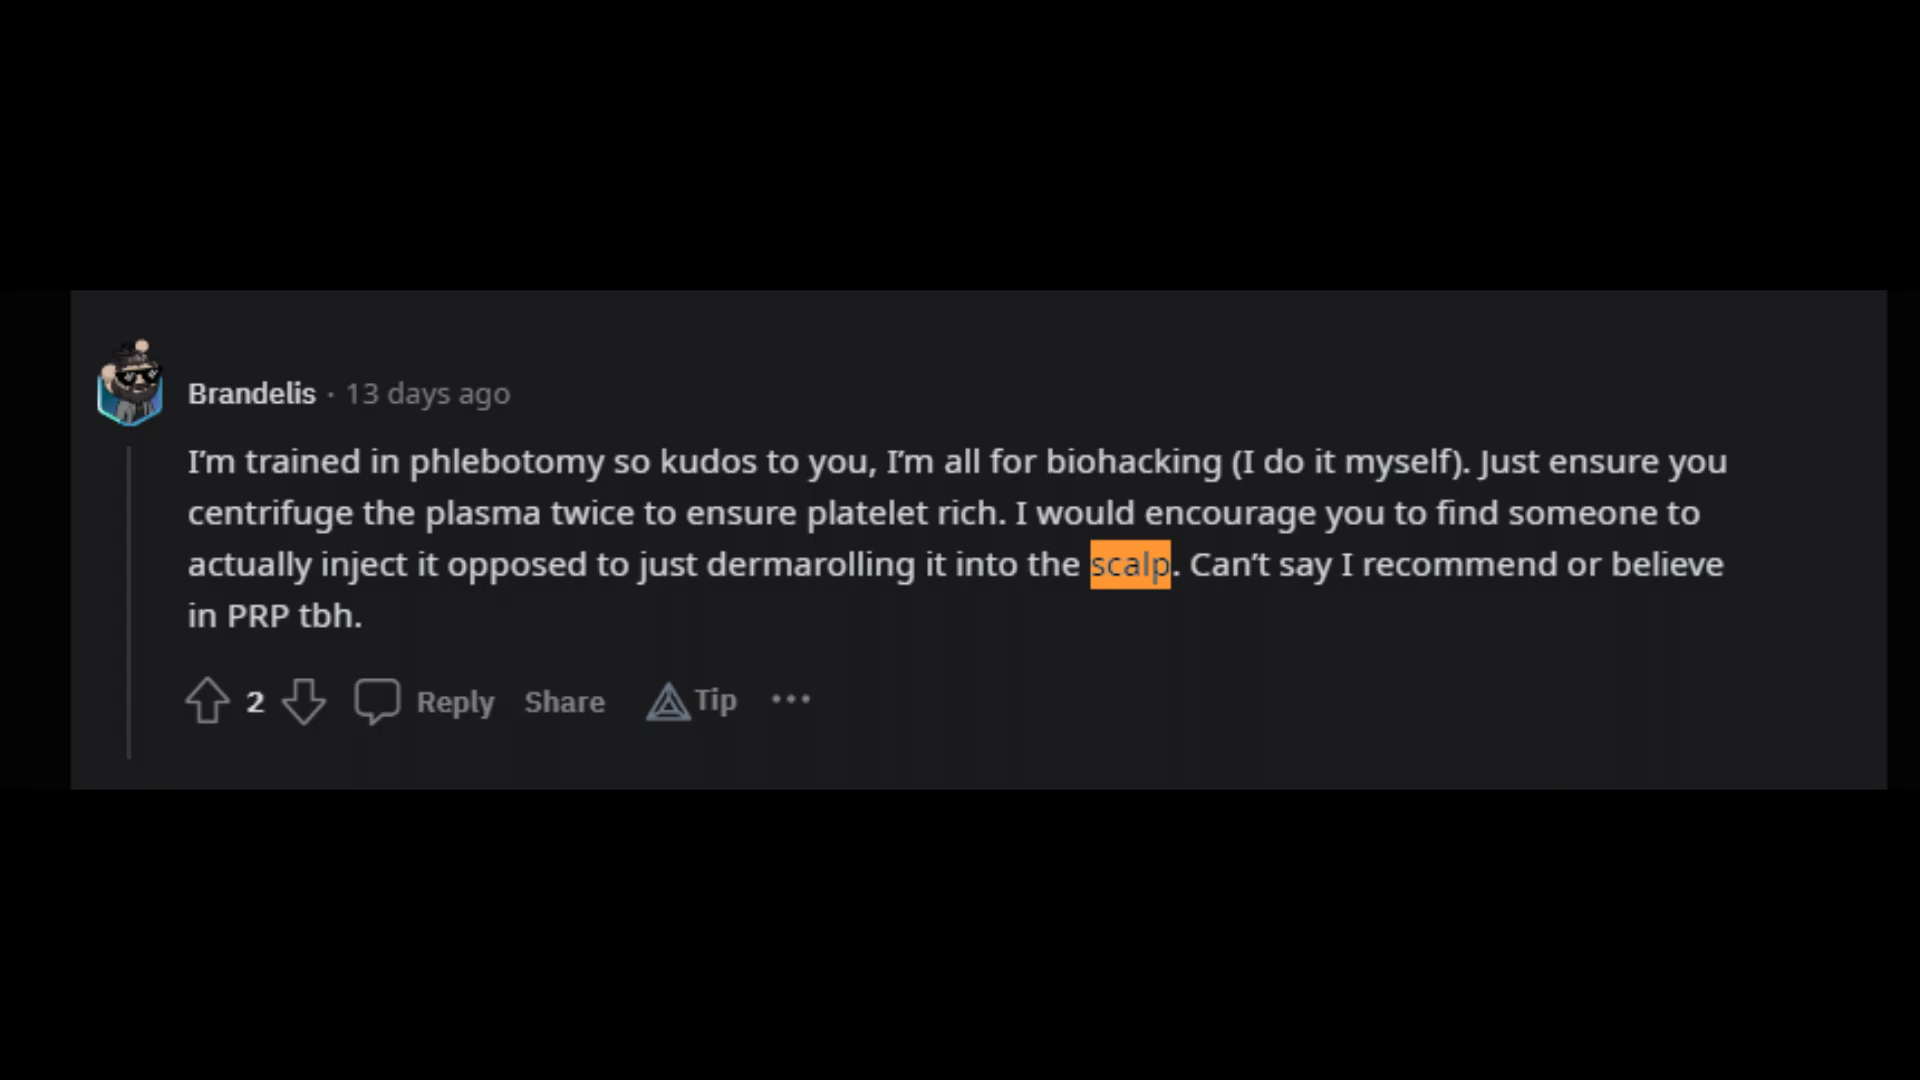 Brandelis · 13 days ago
I’m trained in phlebotomy so kudos to you, I’m all for biohacking (I do it myself). Just ensure you
centrifuge the plasma twice to ensure platelet rich. I would encourage you to find someone to
actually inject it opposed to just dermarolling it into the scalp. Can’t say I recommend or believe
in PRP tbh.
2 Reply Share Tip ···